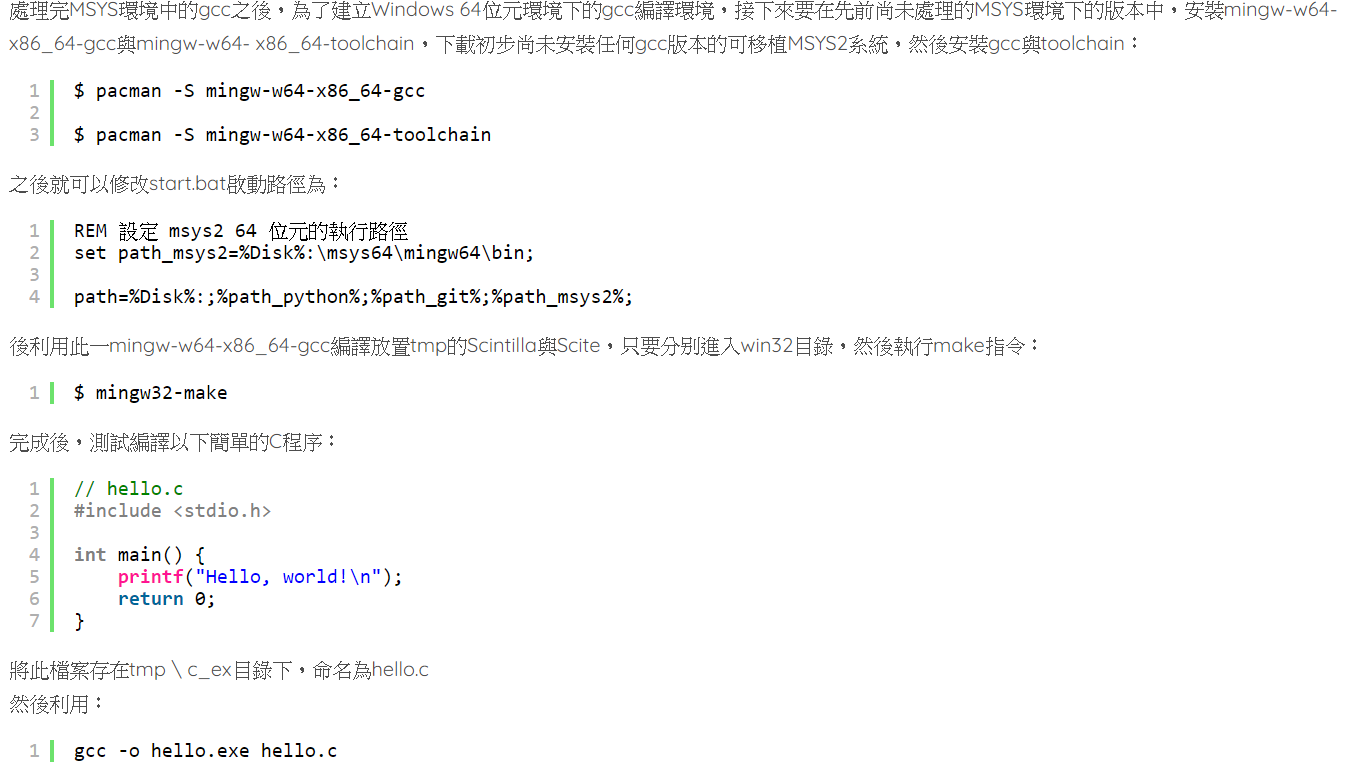 處理完MSYS環境中的gcc之後，為了建立Windows 64位元環境下的gcc編譯環境，接下來要在先前尚未處理的MSYS環境下的版本中，安裝mingw-w64-
x86_64-gcc與mingw-w64- x86_64-toolchain，下載初步尚未安裝任何gcc版本的可移植MSYS2系統，然後安裝gcc與toolchain：
1 $ pacman -S mingw-w64-x86_64-gcc
2
3 $ pacman -S mingw-w64-x86_64-toolchain
之後就可以修改start.bat啟動路徑為：
1 REM 設定 msys2 64 位元的執行路徑
2 set path_msys2=%Disk%:\msys64\mingw64\bin;
3
4 path=%Disk%:;%path_python%;%path_git%;%path_msys2%;
後利用此一mingw-w64-x86_64-gcc編譯放置tmp的Scintilla與Scite，只要分別進入win32目錄，然後執行make指令：
1 $ mingw32-make
完成後，測試編譯以下簡單的C程序：
1 // hello.c
2 #include <stdio.h>
3
4 int main() {
5     printf("Hello, world!\n");
6     return 0;
7 }
將此檔案存在tmp \ c_ex目錄下，命名為hello.c
然後利用：
1 gcc -o hello.exe hello.c